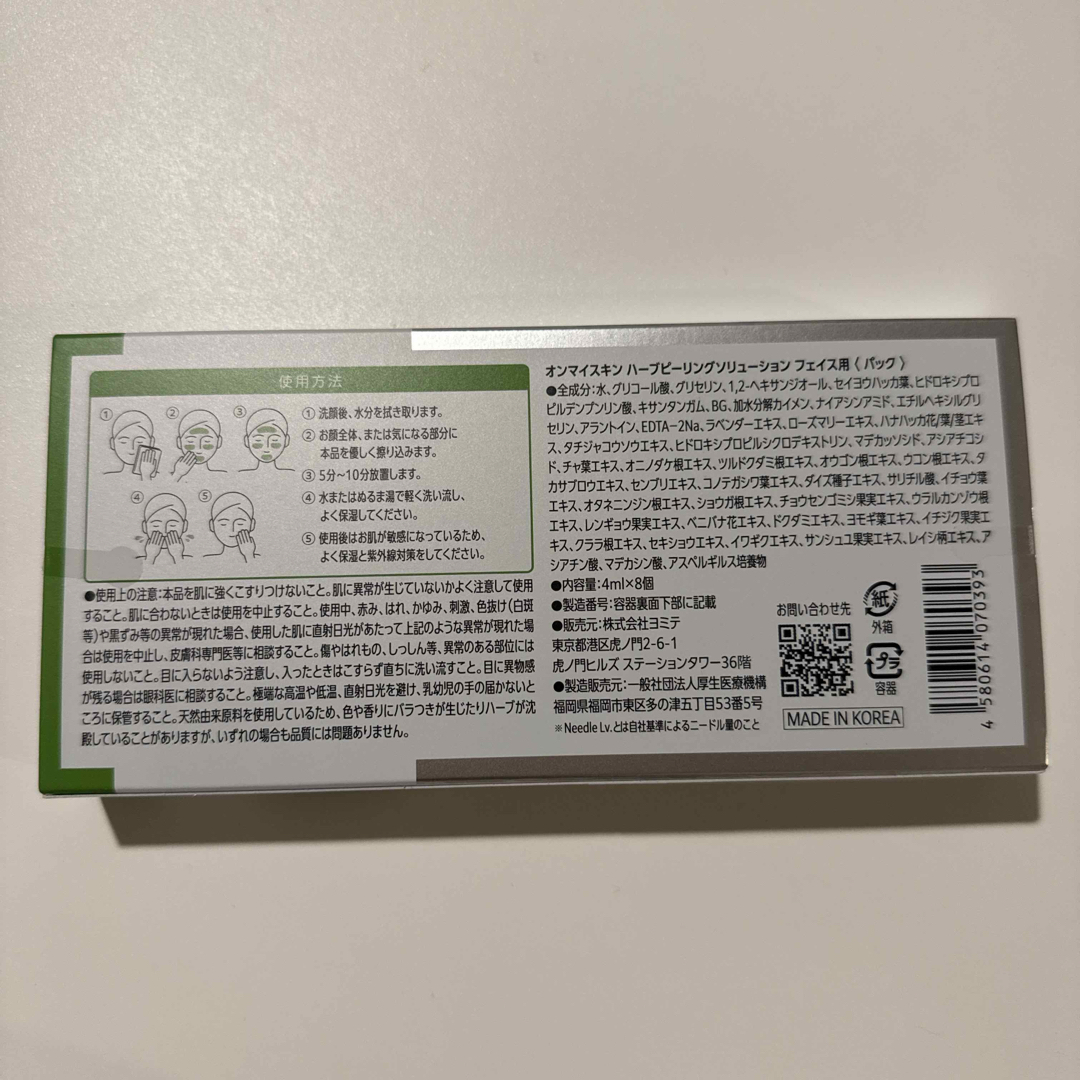 使用方法
①
②
③
④
⑤
① 洗顔後、水分を拭き取ります。
② お顔全体、または気になる部分に
本品を優しく擦り込みます。
③ 5分〜10分放置します。
④ 水またはぬるま湯で軽く洗い流し、
よく保湿してください。
⑤ 使用後はお肌が敏感になっているため、
よく保湿と紫外線対策をしてください。
●使用上の注意:本品を肌に強くこすりつけないこと。肌に異常が生じていないかよく注意して使用
すること。肌に合わないときは使用を中止すること。使用中、赤み、はれ、かゆみ、刺激、色抜け(白斑
等)や黒ずみ等の異常が現れた場合、使用した肌に直射日光があたって上記のような異常が現れた場
合は使用を中止し、皮膚科専門医等に相談すること。傷やはれもの、しっしん等、異常のある部位には
使用しないこと。目に入らないよう注意し、入ったときはこすらず直ちに洗い流すこと。目に異物感
が残る場合は眼科医に相談すること。極端な高温や低温、直射日光を避け、乳幼児の手の届かないと
ころに保管すること。天然由来原料を使用しているため、色や香りにバラつきが生じたりハーブが沈
殿していることがありますが、いずれの場合も品質には問題ありません。
オンマイスキン ハーブピーリングソリューション フェイス用〈パック〉
●全成分:水、グリコール酸、グリセリン、1,2-ヘキサンジオール、セイヨウハッカ葉、ヒドロキシプロ
ピルデンプンリン酸、キサンタンガム、BG、加水分解カイメン、ナイアシンアミド、エチルヘキシルグリ
セリン、アラントイン、EDTA-2Na、ラベンダーエキス、ローズマリーエキス、ハナハッカ花/葉/茎エキ
ス、タチジャコウソウエキス、ヒドロキシプロピルシクロデキストリン、マデカッソシド、アシアチコシ
ド、チャ葉エキス、オニノダケ根エキス、ツルドクダミ根エキス、オウゴン根エキス、ウコン根エキス、タ
カサブロウエキス、センブリエキス、コノテガシワ葉エキス、ダイズ種子エキス、サリチル酸、イチョウ葉
エキス、オタネニンジン根エキス、ショウガ根エキス、チョウセンゴミシ果実エキス、ウラルカンゾウ根
エキス、レンギョウ果実エキス、ベニバナ花エキス、ドクダミエキス、ヨモギ葉エキス、イチジク果実エ
キス、クララ根エキス、セキショウエキス、イワギクエキス、サンシュユ果実エキス、レイシ柄エキス、ア
シアチン酸、マデカシン酸、アスペルギルス培養物
●内容量:4ml×8個
●製造番号:容器裏面下部に記載
●販売元:株式会社ヨミテ
東京都港区虎ノ門2-6-1
虎ノ門ヒルズ ステーションタワー36階
●製造販売元:一般社団法人厚生医療機構
福岡県福岡市東区多の津五丁目53番5号
※Needle Lv.とは自社基準によるニードル量のこと
お問い合わせ先
紙
外箱
プラ
容器
MADE IN KOREA
4 580614 070393